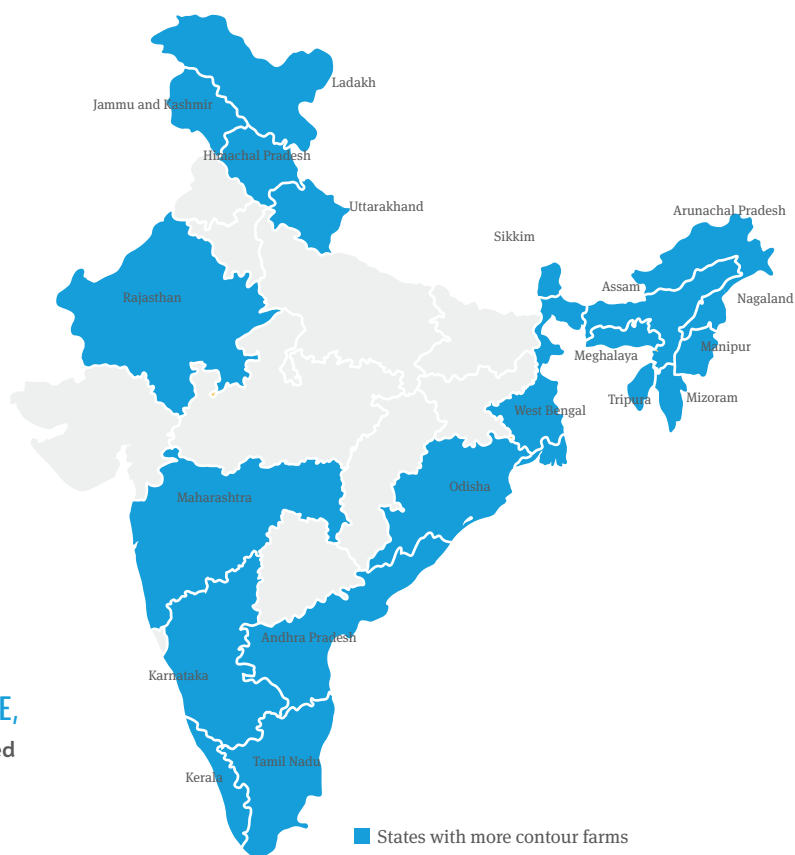 Ladakh
Jammu and Kashmir
Himachal Pradesh
Uttarakhand
Arunachal Pradesh
Sikkim
Assam
Rajasthan
Nagaland
Manipur
Meghalaya
Tripura
Mizoram
West Bengal
Odisha
Maharashtra
Andhra Pradesh
Karnataka
E,
ed
Tamil Nadu
Kerala
States with more contour farms